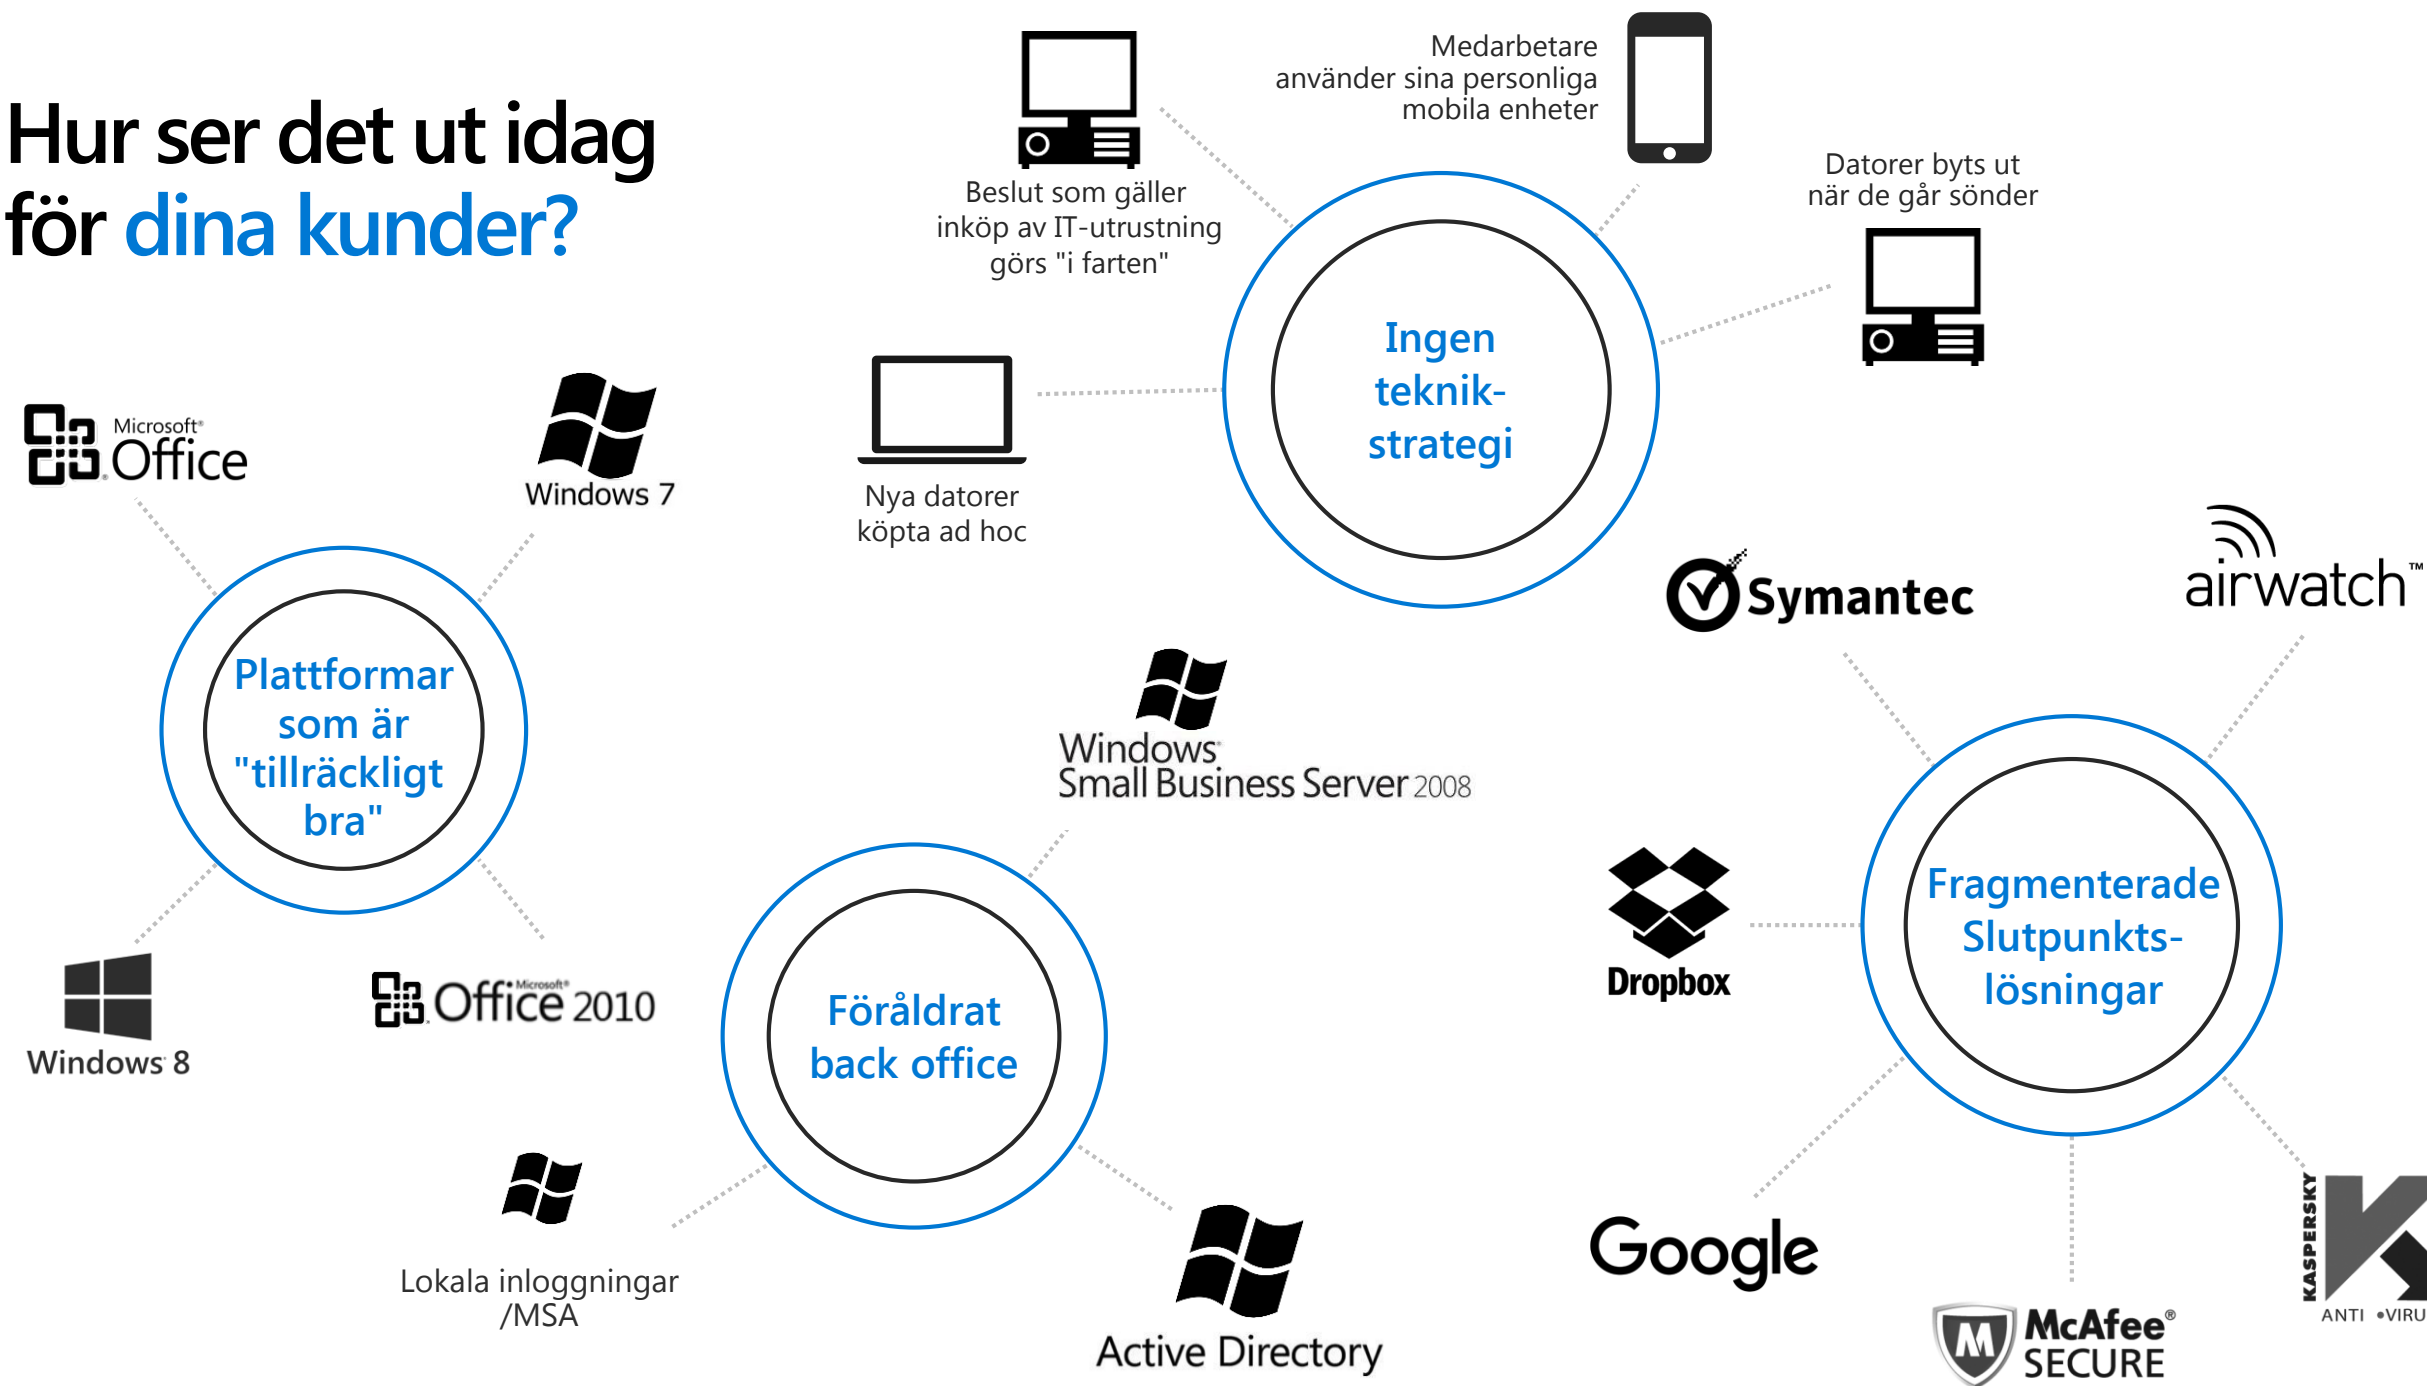 Hur ser det ut idag
för dina kunder?
Beslut som gäller
inköp av IT-utrustning
görs "i farten"
Medarbetare
använder sina personliga
mobila enheter
Datorer byts ut
när de går sönder
Nya datorer
köpta ad hoc
Ingen
teknik-
strategi
Microsoft®
Office
Windows 7
Plattformar
som är
"tillräckligt
bra"
Windows 8
Microsoft®
Office 2010
Windows
Small Business Server 2008
Föråldrat
back office
Lokala inloggningar
/MSA
Active Directory
Symantec
airwatch™
Dropbox
Fragmenterade
Slutpunkts-
lösningar
Google
McAfee®
SECURE
KASPERSKY
ANTI •VIRU